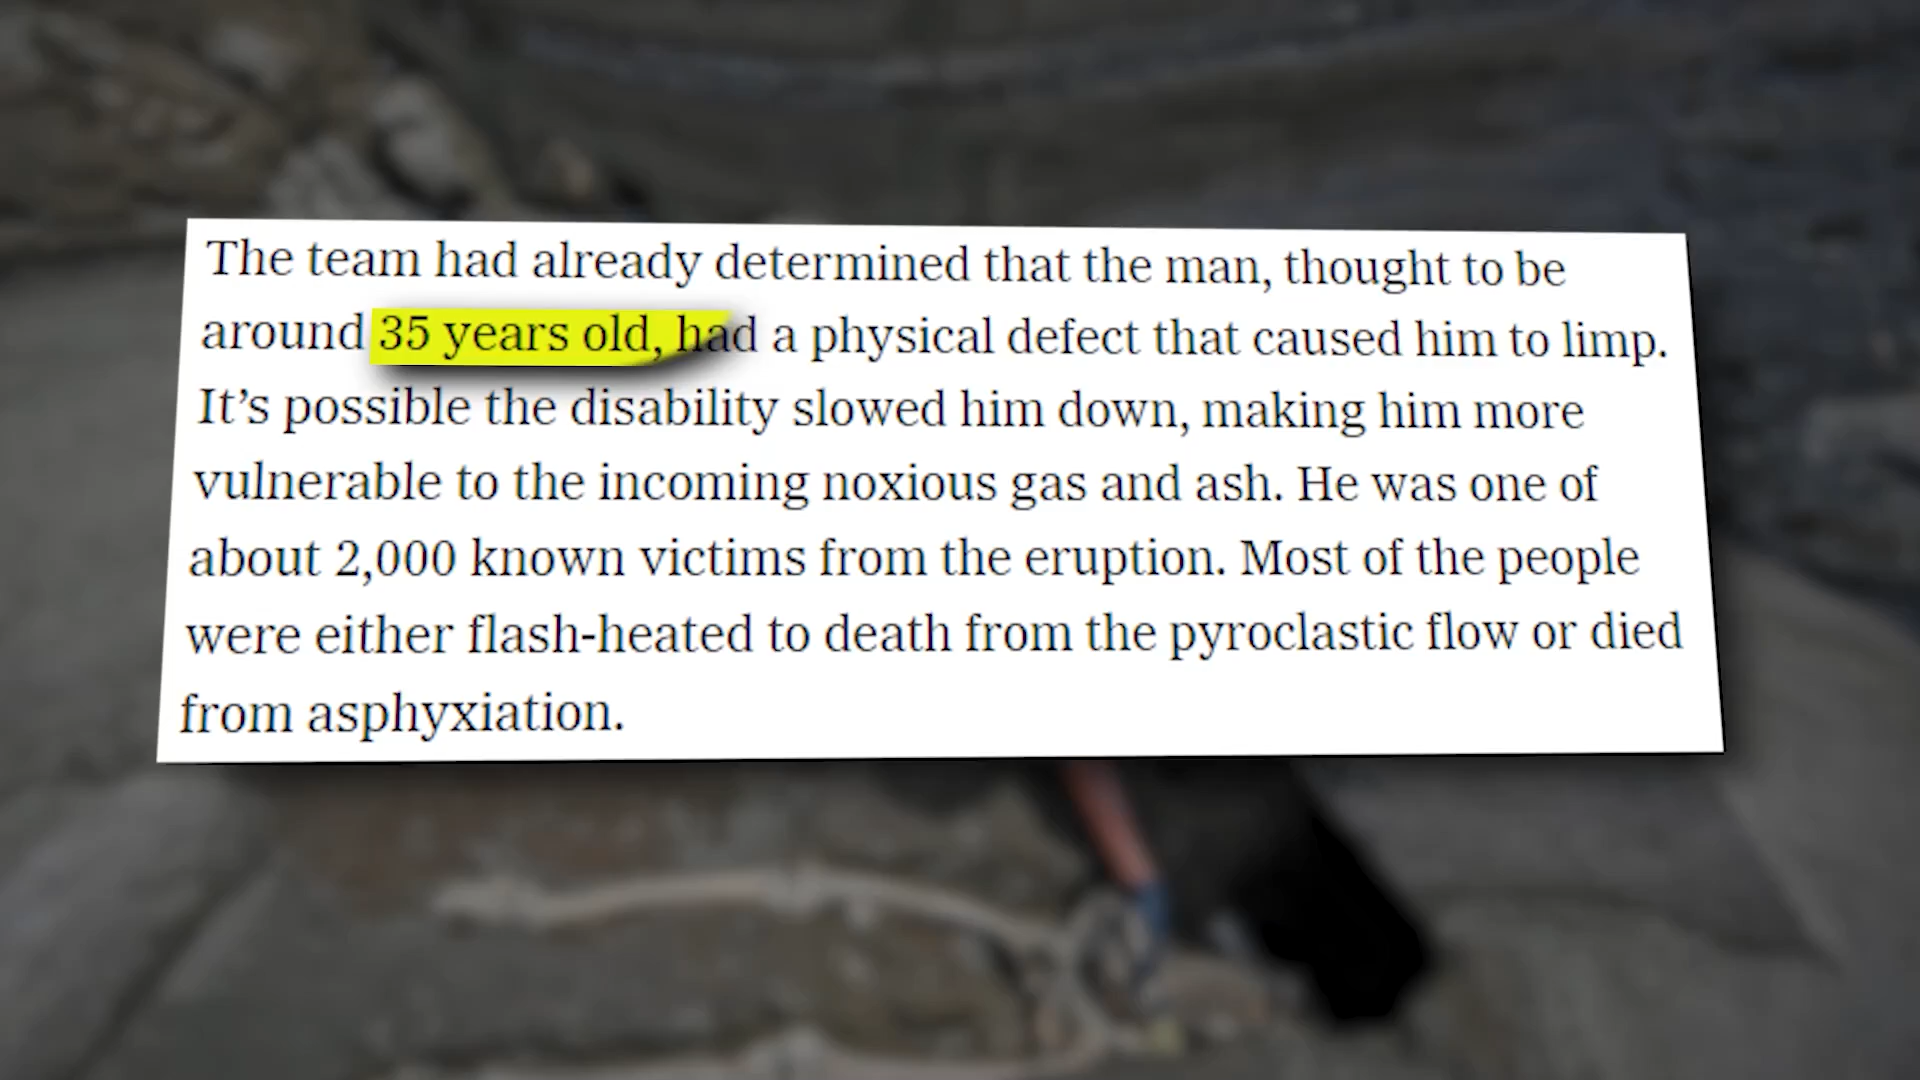 The team had already determined that the man, thought to be
around 35 years old, had a physical defect that caused him to limp.
It’s possible the disability slowed him down, making him more
vulnerable to the incoming noxious gas and ash. He was one of
about 2,000 known victims from the eruption. Most of the people
were either flash-heated to death from the pyroclastic flow or died
from asphyxiation.